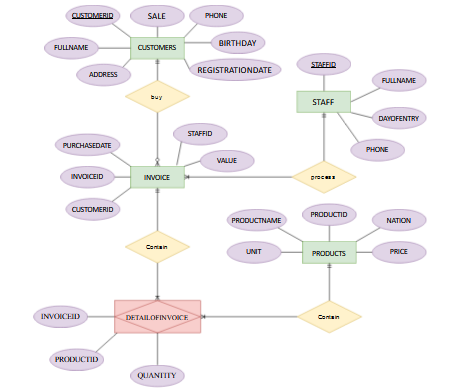 CUSTOMERID
SALE
PHONE
FULLNAME
CUSTOMERS
BIRTHDAY
ADDRESS
REGISTRATIONDATE
STAFFID
FULLNAME
buy
STAFF
DAYOFENTRY
STAFFID
PHONE
PURCHASEDATE
VALUE
INVOICEID
INVOICE
process
CUSTOMERID
PRODUCTNAME
PRODUCTID
NATION
Contain
UNIT
PRODUCTS
PRICE
INVOICEID
DETAILOFINVOICE
Contain
PRODUCTID
QUANTITY